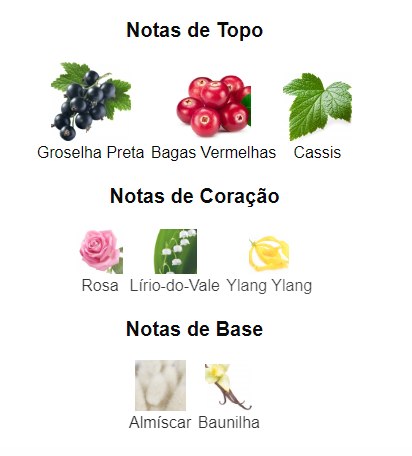 Notas de Topo
Groselha Preta Bagas Vermelhas Cassis
Notas de Coração
Rosa Lírio-do-Vale Ylang Ylang
Notas de Base
Almíscar Baunilha